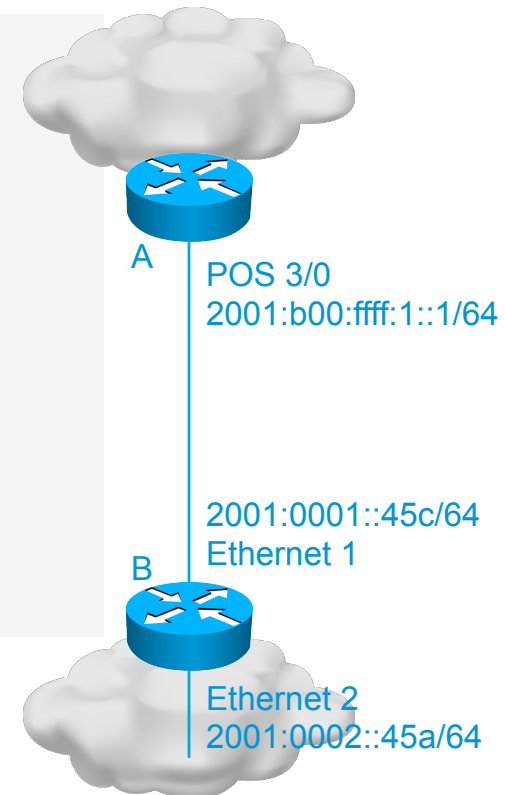 A
POS 3/0
2001:b00:ffff:1::1/64
2001:0001::45c/64
Ethernet 1
B
Ethernet 2
2001:0002::45a/64